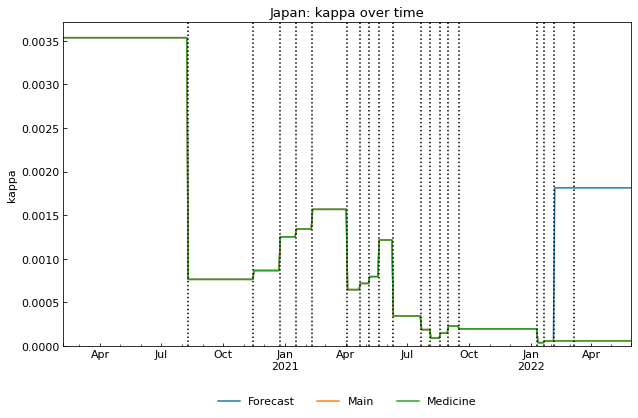 Japan: kappa over time
kappa
0.0035
0.0030
0.0025
0.0020
0.0015
0.0010
0.0005
0.0000
Apr Jul Oct Jan Apr Jul Oct Jan Apr
2021 2022
Forecast Main Medicine